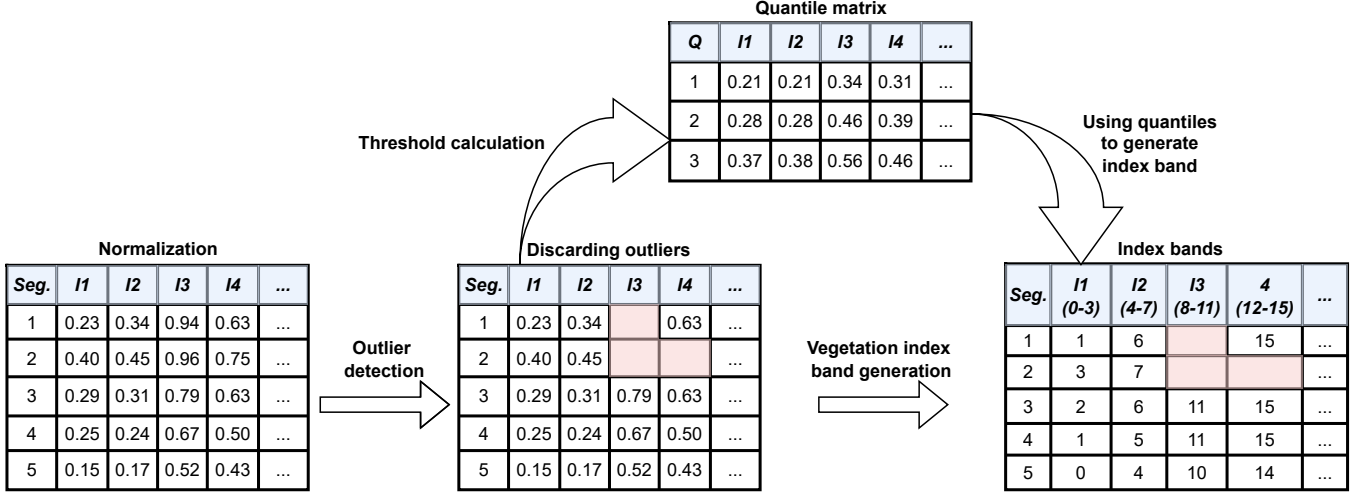 Quantile matrix
Q I1 I2 I3 I4 ...
1 0.21 0.21 0.34 0.31 ...
2 0.28 0.28 0.46 0.39 ...
3 0.37 0.38 0.56 0.46 ...
Threshold calculation
Using quantiles
to generate
index band
Normalization
Seg. I1 I2 I3 I4 ...
1 0.23 0.34 0.94 0.63 ...
2 0.40 0.45 0.96 0.75 ...
3 0.29 0.31 0.79 0.63 ...
4 0.25 0.24 0.67 0.50 ...
5 0.15 0.17 0.52 0.43 ...
Outlier
detection
Discarding outliers
Seg. I1 I2 I3 I4 ...
1 0.23 0.34 0.63 ...
2 0.40 0.45 ...
3 0.29 0.31 0.79 0.63 ...
4 0.25 0.24 0.67 0.50 ...
5 0.15 0.17 0.52 0.43 ...
Vegetation index
band generation
Index bands
Seg. I1 I2 I3 4 ...
(0-3) (4-7) (8-11) (12-15)
1 1 6 15 ...
2 3 7 ...
3 2 6 11 15 ...
4 1 5 11 15 ...
5 0 4 10 14 ...